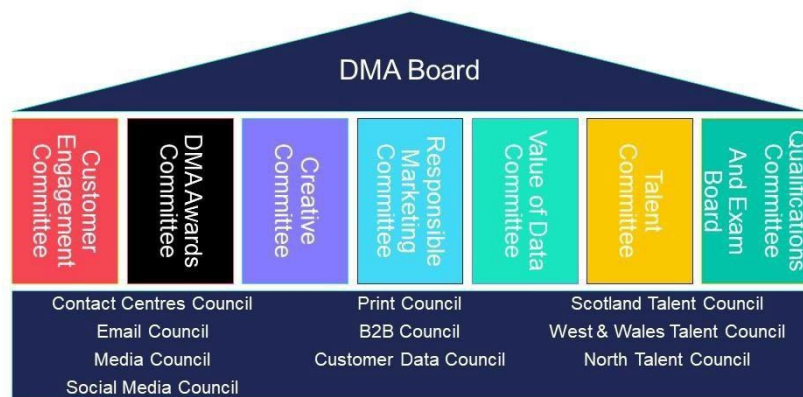 DMA Board
Customer
Engagement
Committee
DMA Awards
Committee
Creative
Committee
Responsible
Marketing
Committee
Value of Data
Committee
Talent
Committee
Qualifications
Committee
And Exam
Board
Contact Centres Council
Email Council
Media Council
Social Media Council
Print Council
B2B Council
Customer Data Council
Scotland Talent Council
West & Wales Talent Council
North Talent Council